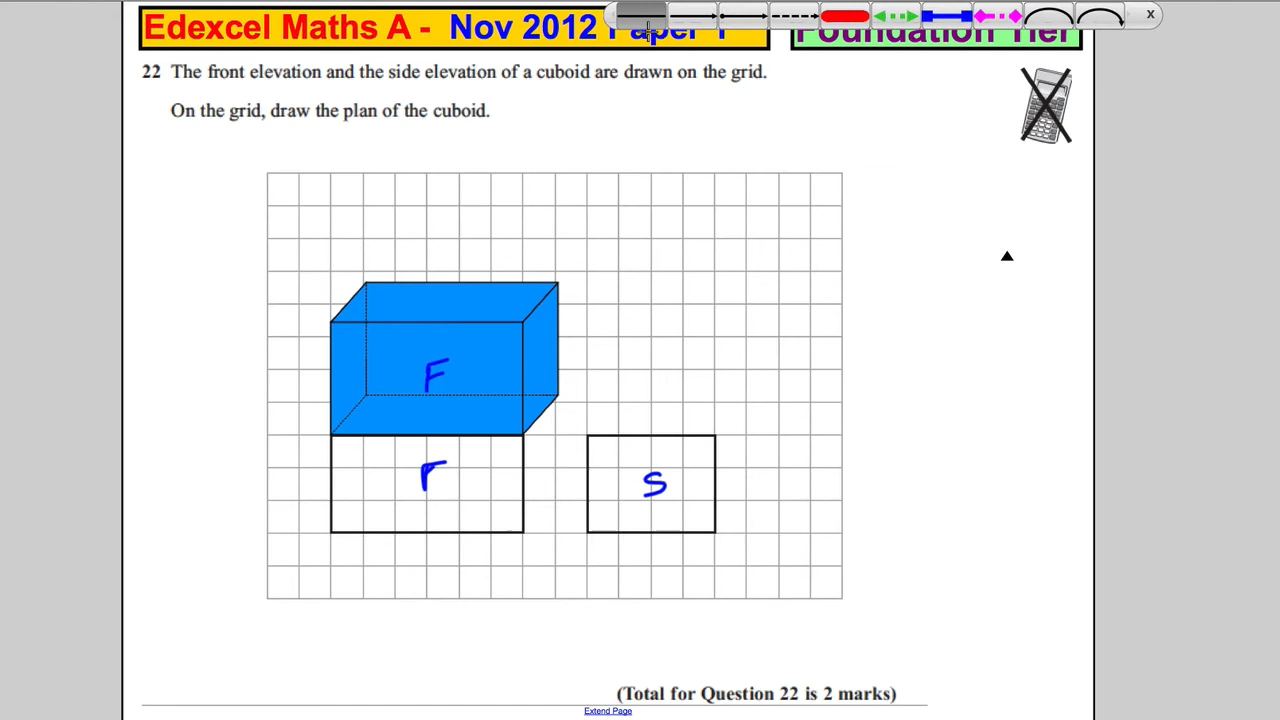 Edexcel Maths A - Nov 2012 Paper 1
Foundation Tier
X
22 The front elevation and the side elevation of a cuboid are drawn on the grid.
On the grid, draw the plan of the cuboid.
F
S
(Total for Question 22 is 2 marks)
Extend Page